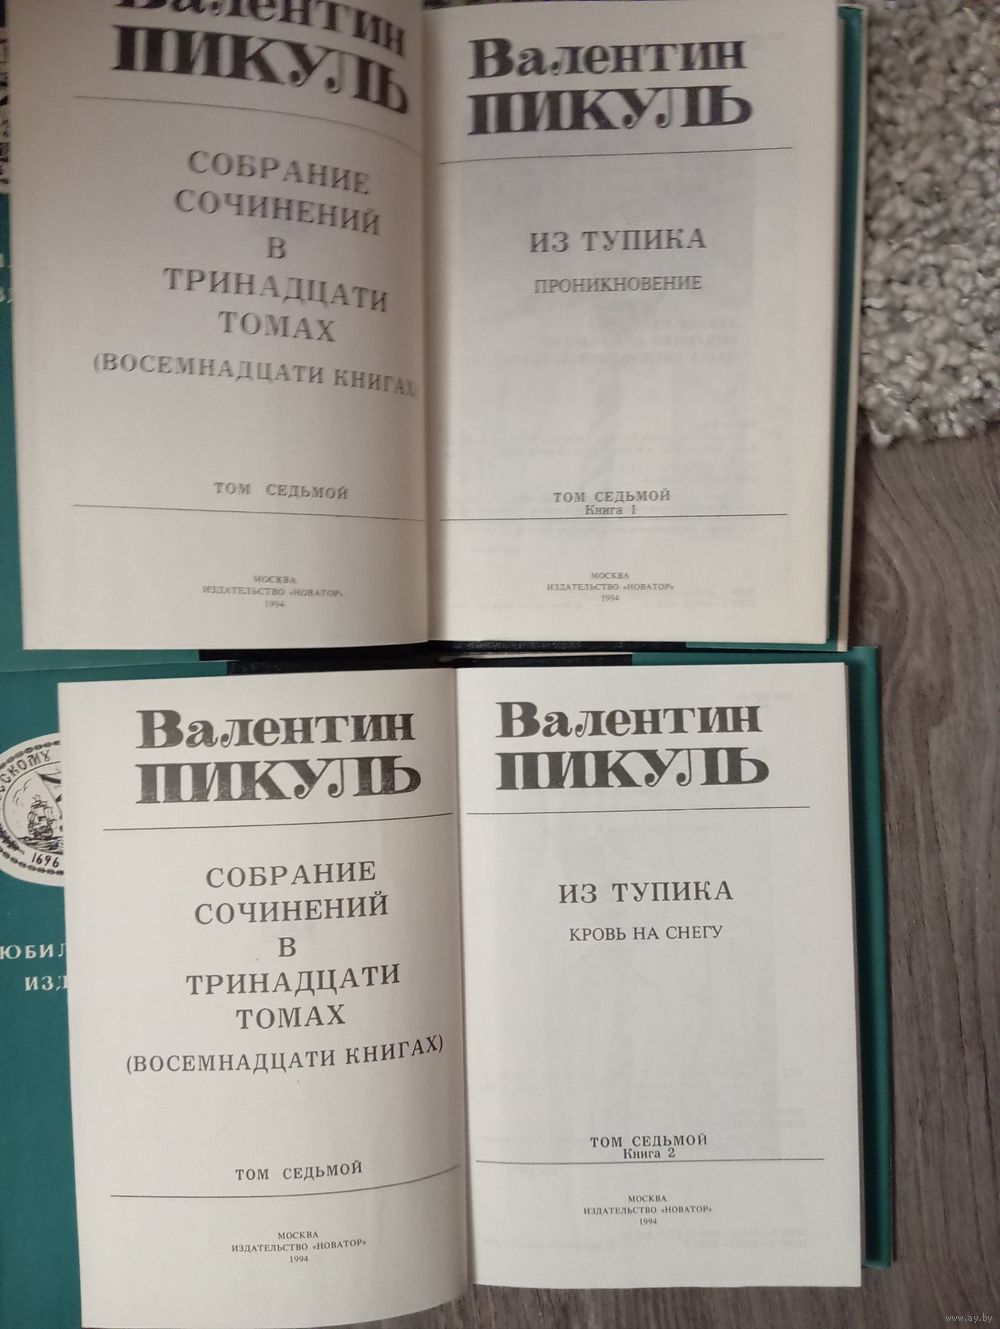 Валентин
ПИКУЛЬ
СОБРАНИЕ
СОЧИНЕНИЙ
В
ТРИНАДЦАТИ
ТОМАХ
(ВОСЕМНАДЦАТИ КНИГАХ)
ТОМ СЕДЬМОЙ
МОСКВА
ИЗДАТЕЛЬСТВО «НОВАТОР»
1994
Валентин
ПИКУЛЬ
ИЗ ТУПИКА
ПРОНИКНОВЕНИЕ
ТОМ СЕДЬМОЙ
Книга 1
МОСКВА
ИЗДАТЕЛЬСТВО «НОВАТОР»
1994
1696
Валентин
ПИКУЛЬ
СОБРАНИЕ
СОЧИНЕНИЙ
В
ТРИНАДЦАТИ
ТОМАХ
(ВОСЕМНАДЦАТИ КНИГАХ)
ТОМ СЕДЬМОЙ
МОСКВА
ИЗДАТЕЛЬСТВО «НОВАТОР»
1994
Валентин
ПИКУЛЬ
ИЗ ТУПИКА
КРОВЬ НА СНЕГУ
ТОМ СЕДЬМОЙ
Книга 2
МОСКВА
ИЗДАТЕЛЬСТВО «НОВАТОР»
1994
www.ay.by